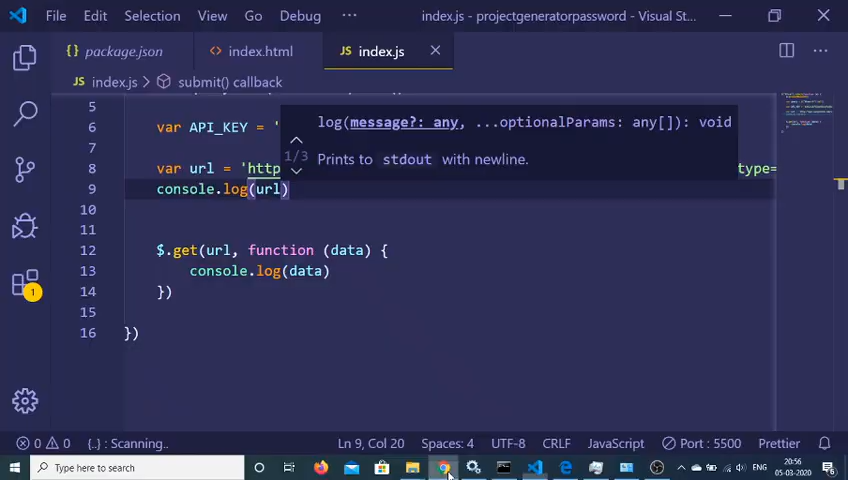 File Edit Selection View Go Debug ··· index.js - projectgeneratorpassword - Visual St...
package.json index.html JS index.js
JS index.js > submit() callback
5
6 var API_KEY = '
log(message?: any, ...optionalParams: any[]): void
1/3 Prints to stdout with newline.
8 var url = 'http type=
9 console.log(url)
10
11
12 $.get(url, function (data) {
13 console.log(data)
14 })
15
16 })
1
0 0 {..}: Scanning.. Ln 9, Col 20 Spaces: 4 UTF-8 CRLF JavaScript Port : 5500 Prettier
Type here to search ENG 20:56
05-03-2020